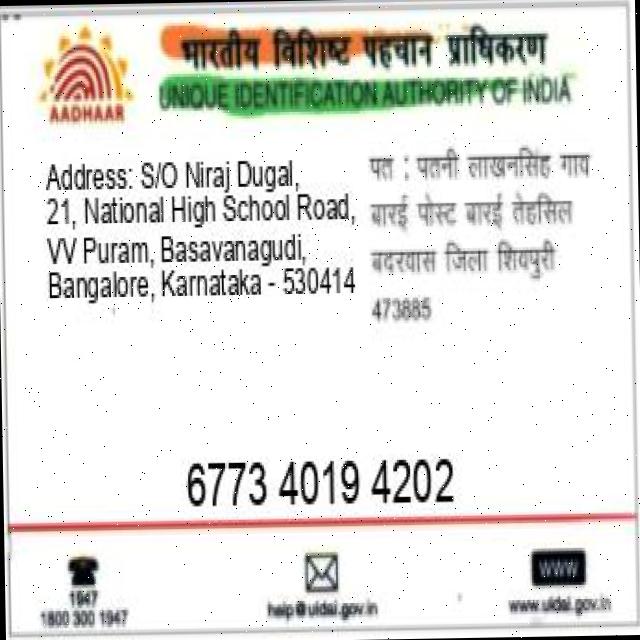 भारतीय विशिष्ट पहचान प्राधिकरण
UNIQUE IDENTIFICATION AUTHORITY OF INDIA
AADHAAR
Address: S/O Niraj Dugal,
21, National High School Road,
VV Puram, Basavanagudi,
Bangalore, Karnataka - 530414
पत : पतनी लाखनसिंह गाव
बारई पोस्ट बारई तेहसिल
बदरवास जिला शिवपुरी
473885
6773 4019 4202
1947
1800 300 1947
help@uidai.gov.in
WWW
www.uidai.gov.in